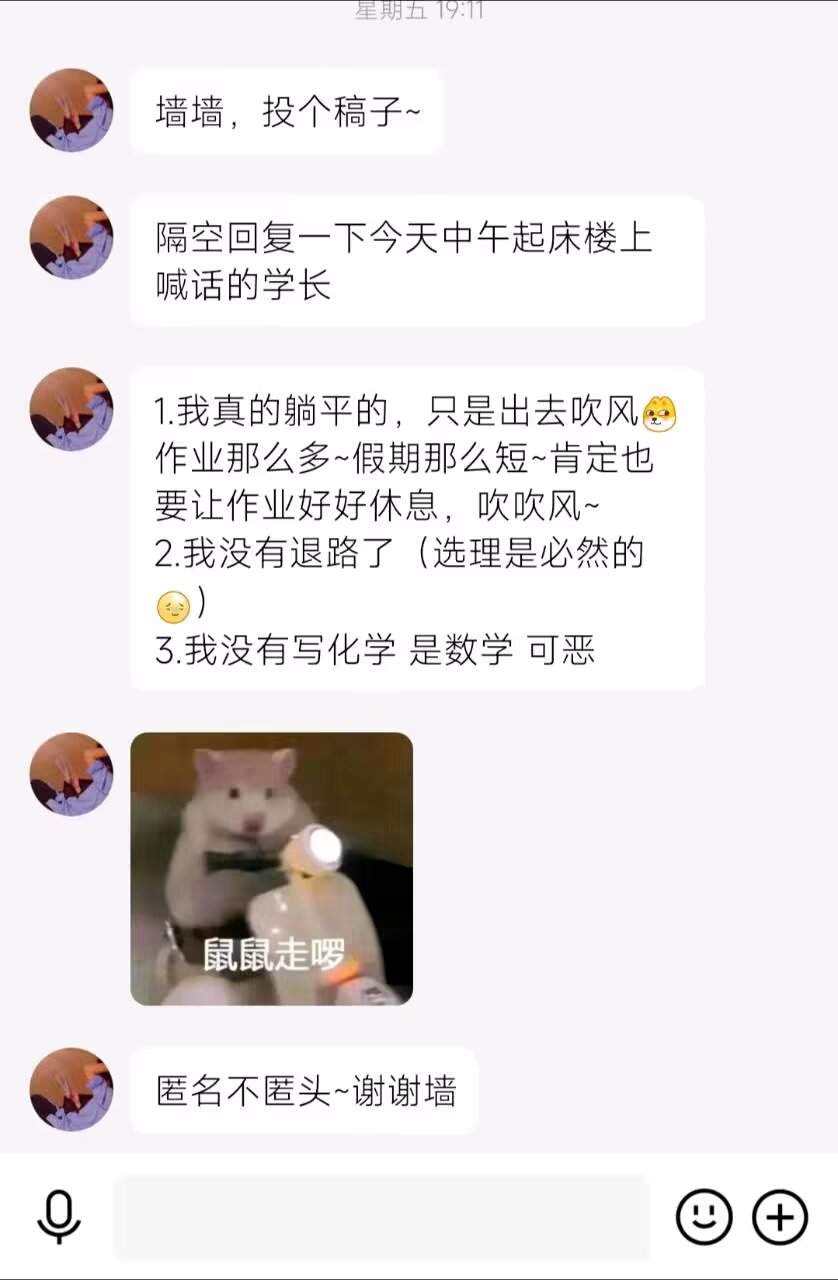 星期五 19:11
墙墙，投个稿子~
隔空回复一下今天中午起床楼上
喊话的学长
1.我真的躺平的，只是出去吹风
作业那么多~假期那么短~肯定也
要让作业好好休息，吹吹风~
2.我没有退路了（选理是必然的
）
3.我没有写化学 是数学 可恶
鼠鼠走啰
匿名不匿头~谢谢墙